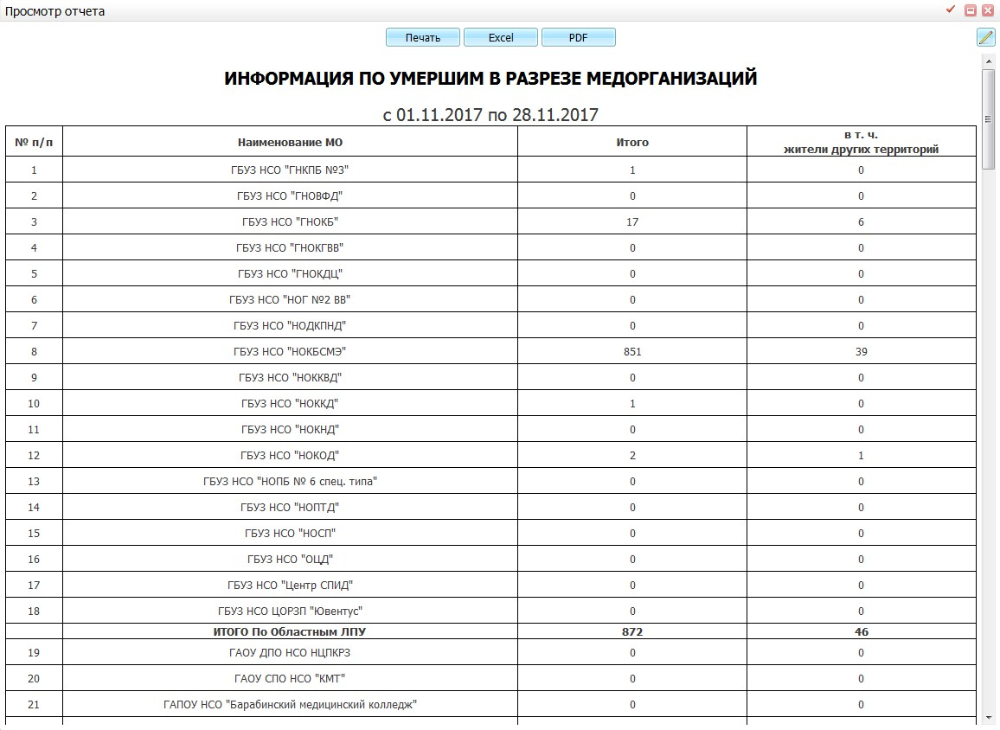 Просмотр отчета
Печать Excel PDF
ИНФОРМАЦИЯ ПО УМЕРШИМ В РАЗРЕЗЕ МЕДОРГАНИЗАЦИЙ
с 01.11.2017 по 28.11.2017
№ п/п Наименование МО Итого в т. ч.
жители других территорий
1 ГБУЗ НСО "ГНКПБ №3" 1 0
2 ГБУЗ НСО "ГНОВФД" 0 0
3 ГБУЗ НСО "ГНОКБ" 17 6
4 ГБУЗ НСО "ГНОКГВВ" 0 0
5 ГБУЗ НСО "ГНОКДЦ" 0 0
6 ГБУЗ НСО "НОГ №2 ВВ" 0 0
7 ГБУЗ НСО "НОДКПНД" 0 0
8 ГБУЗ НСО "НОКБСМЭ" 851 39
9 ГБУЗ НСО "НОККВД" 0 0
10 ГБУЗ НСО "НОККД" 1 0
11 ГБУЗ НСО "НОКНД" 0 0
12 ГБУЗ НСО "НОКОД" 2 1
13 ГБУЗ НСО "НОПБ № 6 спец. типа" 0 0
14 ГБУЗ НСО "НОПТД" 0 0
15 ГБУЗ НСО "НОСП" 0 0
16 ГБУЗ НСО "ОЦД" 0 0
17 ГБУЗ НСО "Центр СПИД" 0 0
18 ГБУЗ НСО ЦОРЗП "Ювентус" 0 0
ИТОГО По Областным ЛПУ 872 46
19 ГАОУ ДПО НСО НЦПКРЗ 0 0
20 ГАОУ СПО НСО "КМТ" 0 0
21 ГАПОУ НСО "Барабинский медицинский колледж" 0 0